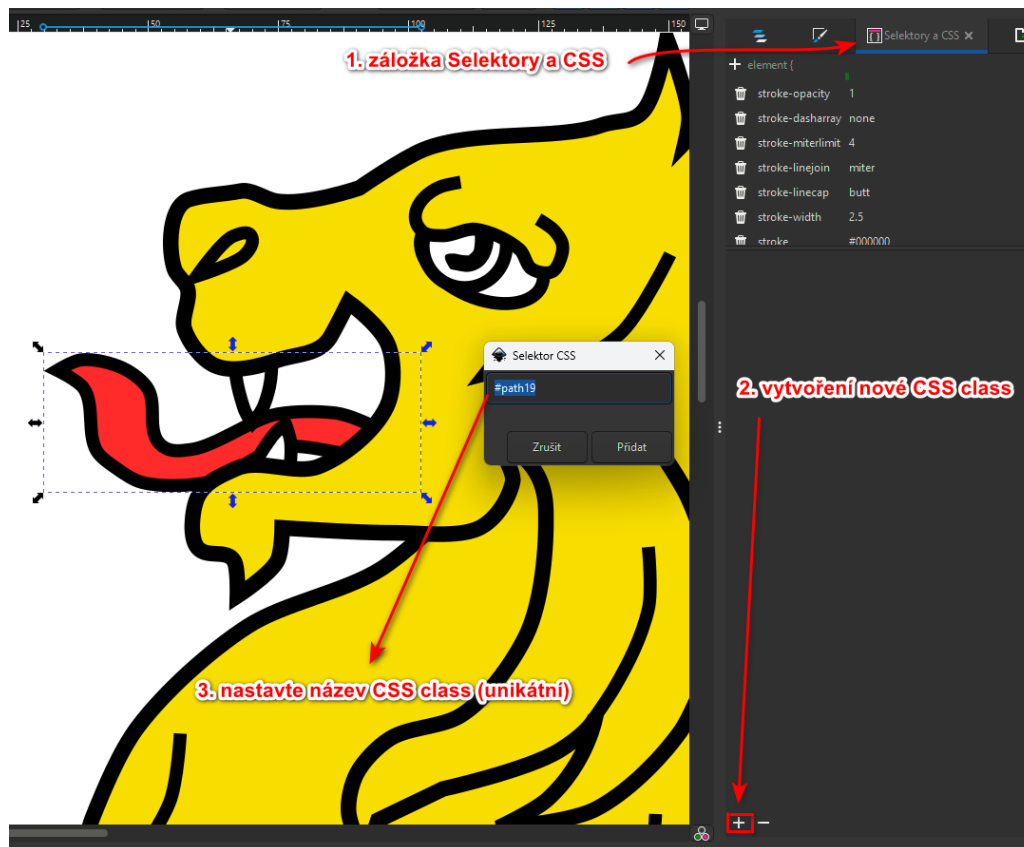 |25 |50 |75 |100 |125 |150
Selektory a CSS
1. záložka Selektory a CSS
element {
stroke-opacity 1
stroke-dasharray none
stroke-miterlimit 4
stroke-linejoin miter
stroke-linecap butt
stroke-width 2.5
stroke #000000
Selektor CSS
#path19
Zrušit Přidat
2. vytvoření nové CSS class
3. nastavte název CSS class (unikátní)